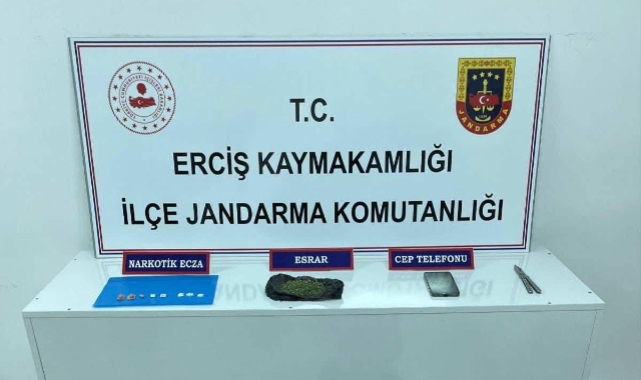 T.C.
ERCİŞ KAYMAKAMLIĞI
İLÇE JANDARMA KOMUTANLIĞI
JANDARMA
NARKOTİK ECZA
ESRAR
CEP TELEFONU